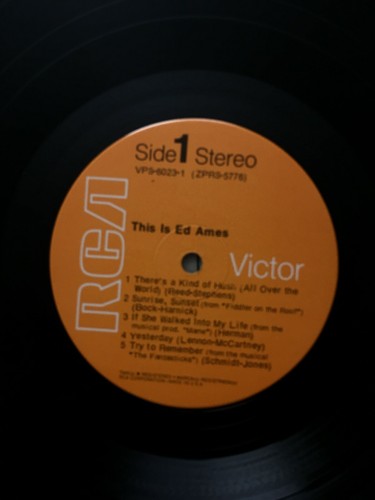 Side 1 Stereo
VPS-6023-1 (ZPRS-5778)
RCA
This Is Ed Ames
Victor
1 There's a Kind of Hush (All Over the
World) (Reed-Stephens)
2 Sunrise, Sunset (from "Fiddler on the Roof")
(Bock-Harnick)
3 If She Walked Into My Life (from the
musical prod. "Mame") (Herman)
4 Yesterday (Lennon-McCartney)
5 Try to Remember (from the musical
"The Fantasticks") (Schmidt-Jones)